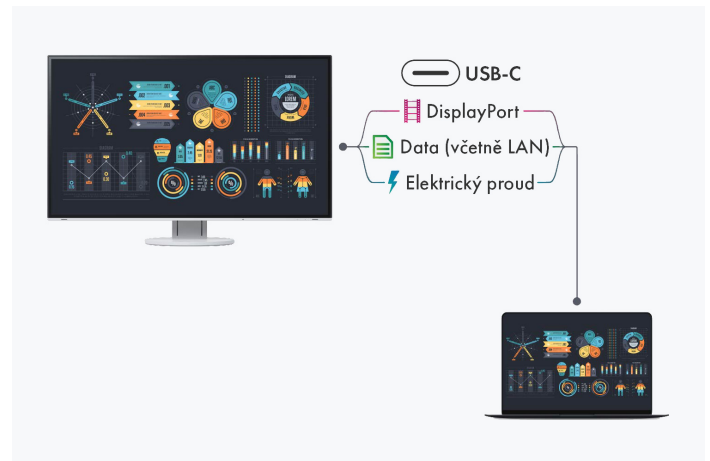 USB-C
DisplayPort
Data (včetně LAN)
Elektrický proud